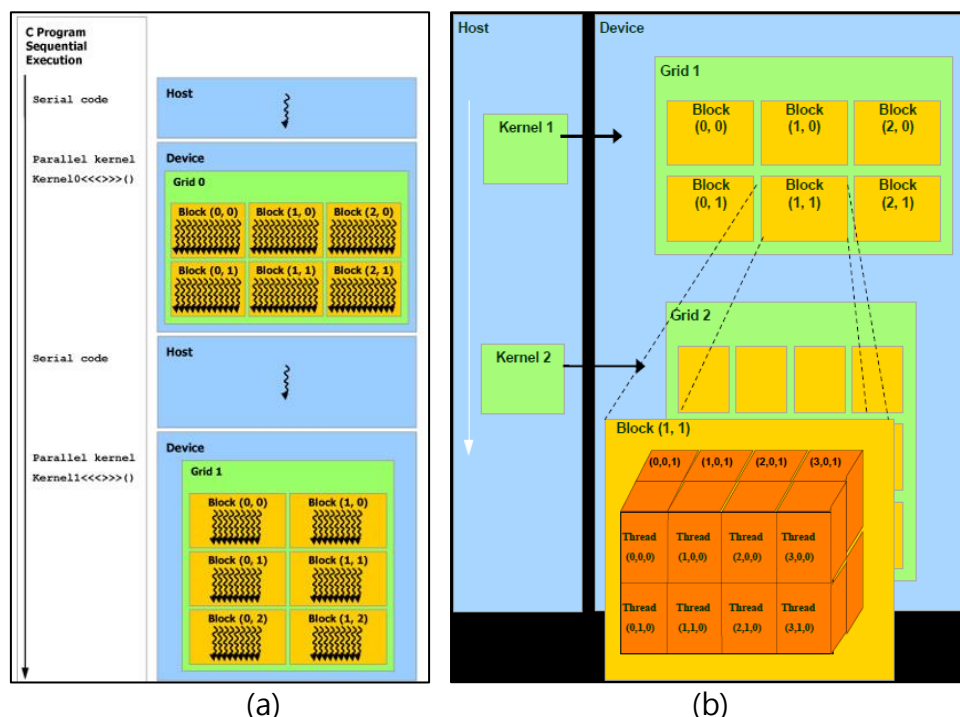 C Program
Sequential
Execution
Serial code
Host
Parallel kernel
Kernel0<<<>>>()
Device
Grid 0
Block (0, 0)
Block (1, 0)
Block (2, 0)
Block (0, 1)
Block (1, 1)
Block (2, 1)
Serial code
Host
Parallel kernel
Kernel1<<<>>>()
Device
Grid 1
Block (0, 0)
Block (1, 0)
Block (0, 1)
Block (1, 1)
Block (0, 2)
Block (1, 2)
(a)
Host
Device
Grid 1
Kernel 1
Block
(0, 0)
Block
(1, 0)
Block
(2, 0)
Block
(0, 1)
Block
(1, 1)
Block
(2, 1)
Grid 2
Kernel 2
Block (1, 1)
(0,0,1)
(1,0,1)
(2,0,1)
(3,0,1)
Thread
(0,0,0)
Thread
(1,0,0)
Thread
(2,0,0)
Thread
(3,0,0)
Thread
(0,1,0)
Thread
(1,1,0)
Thread
(2,1,0)
Thread
(3,1,0)
(b)